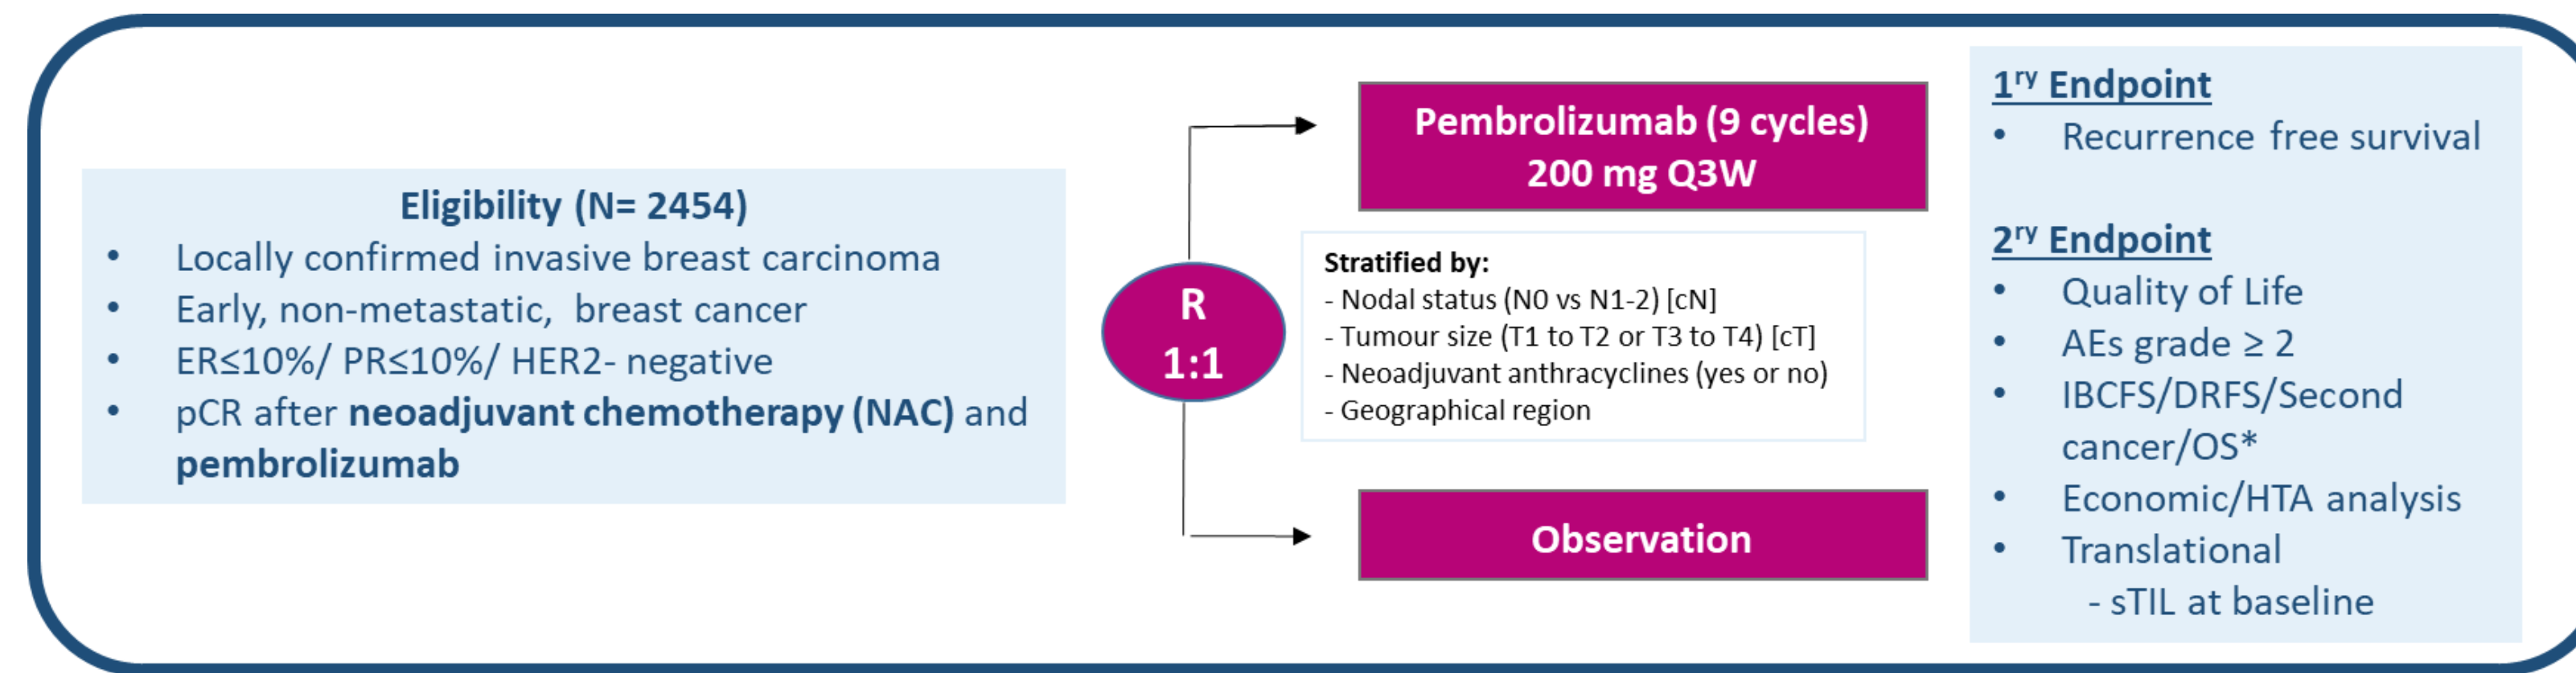 Eligibility (N= 2454)
• Locally confirmed invasive breast carcinoma
• Early, non-metastatic,  breast cancer
• ER≤10%/ PR≤10%/ HER2- negative
• pCR after neoadjuvant chemotherapy (NAC) and
pembrolizumab
R
1:1
Pembrolizumab (9 cycles)
200 mg Q3W
Stratified by:
- Nodal status (N0 vs N1-2) [cN]
- Tumour size (T1 to T2 or T3 to T4) [cT]
- Neoadjuvant anthracyclines (yes or no)
- Geographical region
Observation
1ry Endpoint
• Recurrence free survival
2ry Endpoint
• Quality of Life
• AEs grade ≥ 2
• IBCFS/DRFS/Second
cancer/OS*
• Economic/HTA analysis
• Translational
- sTIL at baseline